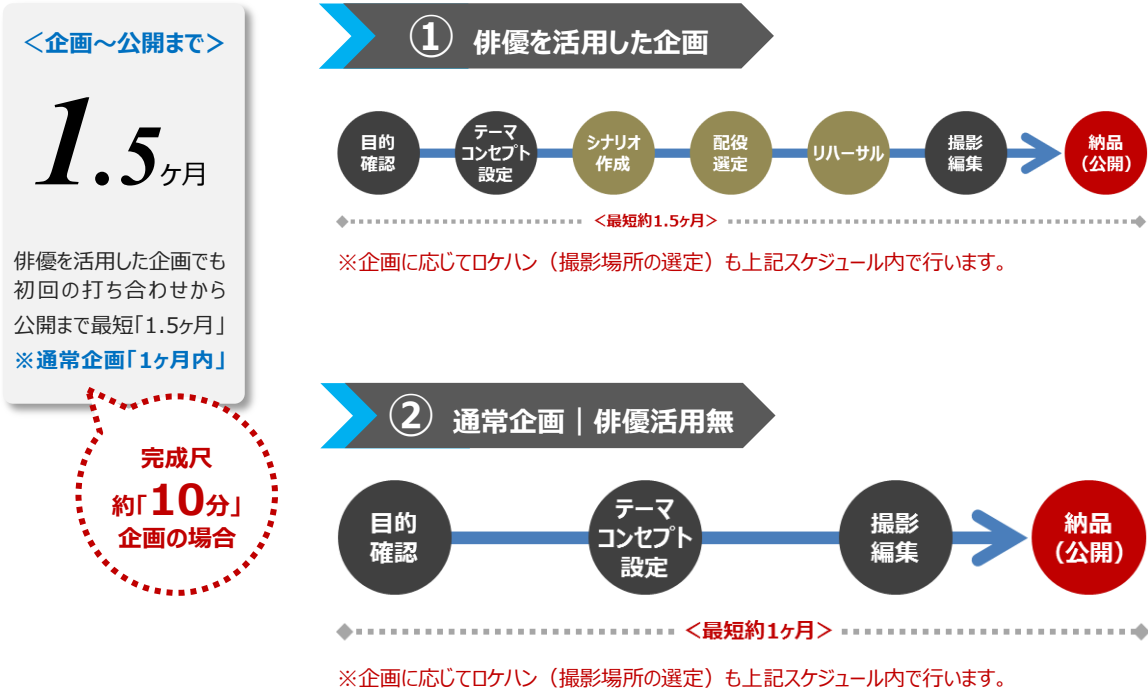 ＜企画～公開まで＞
1.5ヶ月
俳優を活用した企画でも
初回の打ち合わせから
公開まで最短「1.5ヶ月」
※通常企画「1ヶ月内」
完成尺
約「10分」
企画の場合
① 俳優を活用した企画
目的
確認
テーマ
コンセプト
設定
シナリオ
作成
配役
選定
リハーサル
撮影
編集
納品
（公開）
＜最短約1.5ヶ月＞
※企画に応じてロケハン（撮影場所の選定）も上記スケジュール内で行います。
② 通常企画｜俳優活用無
目的
確認
テーマ
コンセプト
設定
撮影
編集
納品
（公開）
＜最短約1ヶ月＞
※企画に応じてロケハン（撮影場所の選定）も上記スケジュール内で行います。